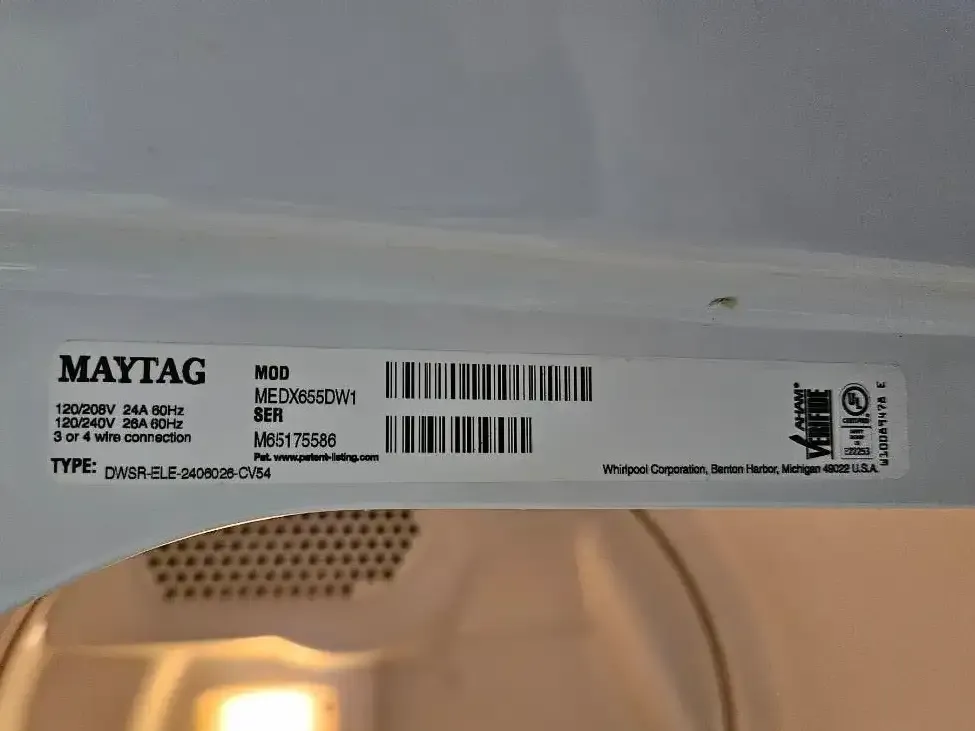 MAYTAG
120/208V 24A 60Hz
120/240V 26A 60Hz
3 or 4 wire connection
TYPE: DWSR-ELE-2406026-CV54
MOD
MEDX655DW1
SER
M65175586
Pat. www.patent-listing.com
Whirlpool Corporation, Benton Harbor, Michigan 49022 U.S.A.
AHAM
VERIFIDE
UL